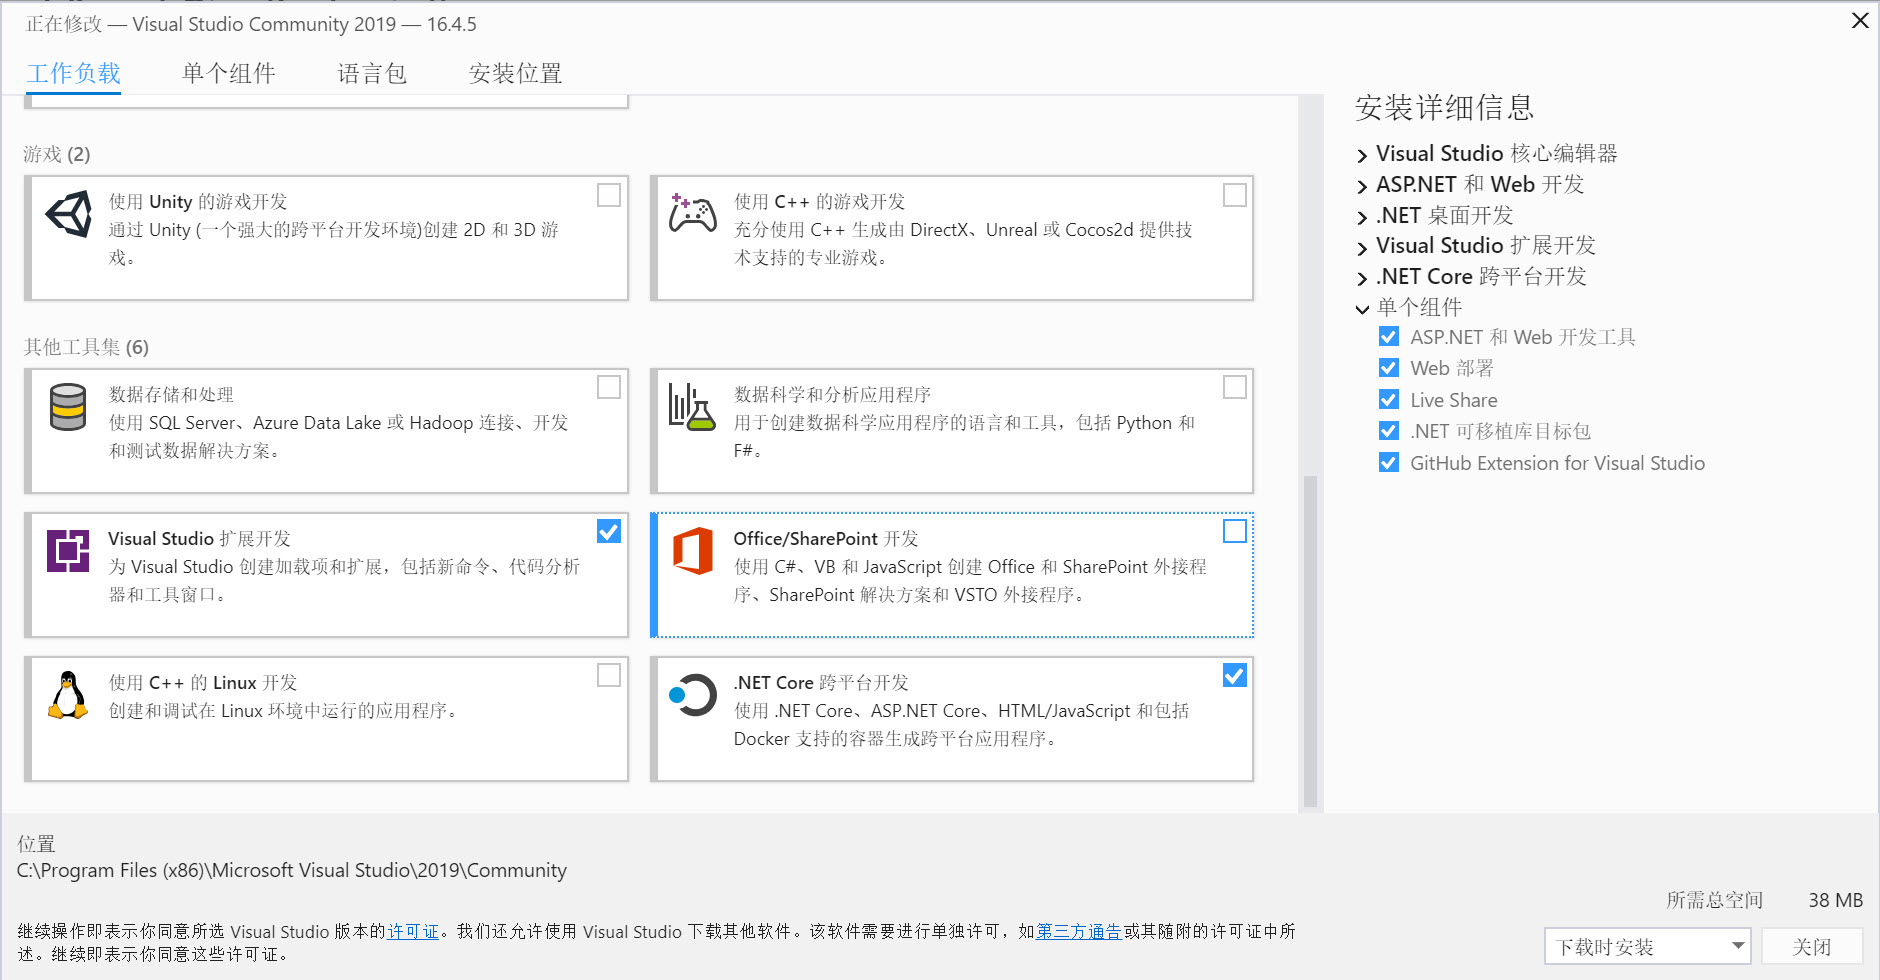 正在修改 — Visual Studio Community 2019 — 16.4.5
工作负载
单个组件
语言包
安装位置
游戏 (2)
使用 Unity 的游戏开发
通过 Unity (一个强大的跨平台开发环境)创建 2D 和 3D 游
戏。
使用 C++ 的游戏开发
充分使用 C++ 生成由 DirectX、Unreal 或 Cocos2d 提供技
术支持的专业游戏。
其他工具集 (6)
数据存储和处理
使用 SQL Server、Azure Data Lake 或 Hadoop 连接、开发
和测试数据解决方案。
数据科学和分析应用程序
用于创建数据科学应用程序的语言和工具，包括 Python 和
F#。
Visual Studio 扩展开发
为 Visual Studio 创建加载项和扩展，包括新命令、代码分析
器和工具窗口。
Office/SharePoint 开发
使用 C#、VB 和 JavaScript 创建 Office 和 SharePoint 外接程
序、SharePoint 解决方案和 VSTO 外接程序。
使用 C++ 的 Linux 开发
创建和调试在 Linux 环境中运行的应用程序。
.NET Core 跨平台开发
使用 .NET Core、ASP.NET Core、HTML/JavaScript 和包括
Docker 支持的容器生成跨平台应用程序。
安装详细信息
Visual Studio 核心编辑器
ASP.NET 和 Web 开发
.NET 桌面开发
Visual Studio 扩展开发
.NET Core 跨平台开发
单个组件
ASP.NET 和 Web 开发工具
Web 部署
Live Share
.NET 可移植库目标包
GitHub Extension for Visual Studio
位置
C:\Program Files (x86)\Microsoft Visual Studio\2019\Community
所需总空间 38 MB
继续操作即表示你同意所选 Visual Studio 版本的许可证。我们还允许使用 Visual Studio 下载其他软件。该软件需要进行单独许可，如第三方通告或其随附的许可证中所
述。继续即表示你同意这些许可证。
下载时安装
关闭